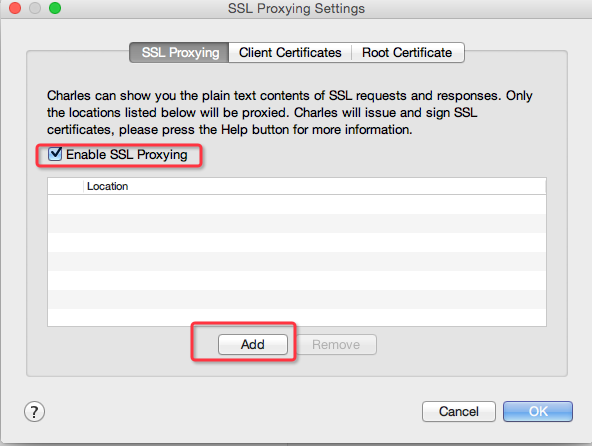 SSL Proxying Settings
SSL Proxying Client Certificates Root Certificate
Charles can show you the plain text contents of SSL requests and responses. Only
the locations listed below will be proxied. Charles will issue and sign SSL
certificates, please press the Help button for more information.
Enable SSL Proxying
Location
Add Remove
? Cancel OK